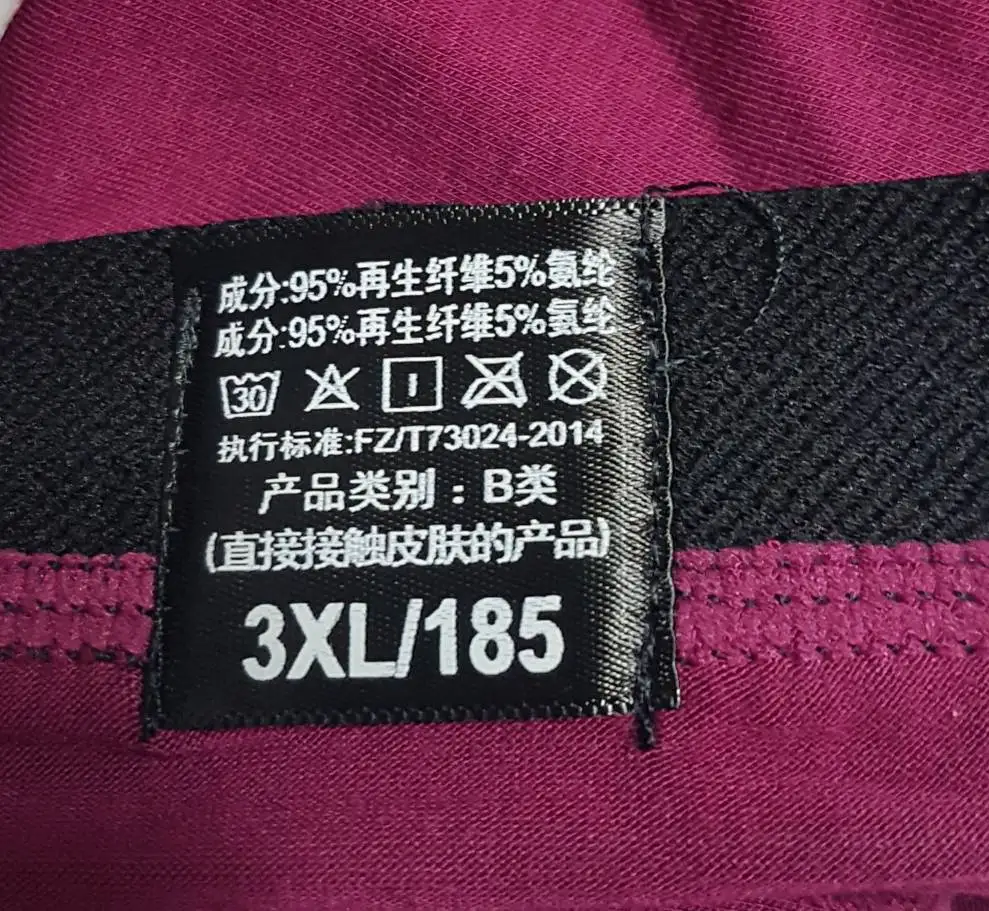 成分:95%再生纤维5%氨纶
成分:95%再生纤维5%氨纶
30
执行标准:FZ/T73024-2014
产品类别：B类
(直接接触皮肤的产品)
3XL/185